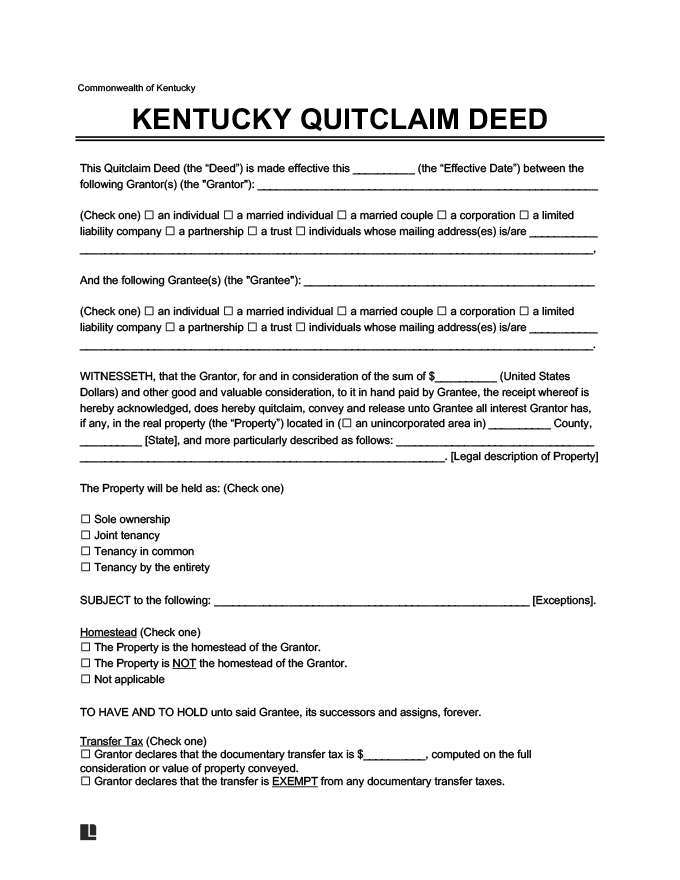 Commonwealth of Kentucky
KENTUCKY QUITCLAIM DEED
This Quitclaim Deed (the “Deed”) is made effective this __________ (the “Effective Date”) between the
following Grantor(s) (the "Grantor"): _______________________________________________________
(Check one) ☐ an individual ☐ a married individual ☐ a married couple ☐ a corporation ☐ a limited
liability company ☐ a partnership ☐ a trust ☐ individuals whose mailing address(es) is/are ___________
___________________________________________________________________________________,
And the following Grantee(s) (the "Grantee"): _______________________________________________
(Check one) ☐ an individual ☐ a married individual ☐ a married couple ☐ a corporation ☐ a limited
liability company ☐ a partnership ☐ a trust ☐ individuals whose mailing address(es) is/are ___________
___________________________________________________________________________________.
WITNESSETH, that the Grantor, for and in consideration of the sum of $__________ (United States
Dollars) and other good and valuable consideration, to it in hand paid by Grantee, the receipt whereof is
hereby acknowledged, does hereby quitclaim, convey and release unto Grantee all interest Grantor has,
if any, in the real property (the “Property”) located in (☐ an unincorporated area in) __________ County,
__________ [State], and more particularly described as follows: ________________________________
___________________________________________________________. [Legal description of Property]
The Property will be held as: (Check one)
☐ Sole ownership
☐ Joint tenancy
☐ Tenancy in common
☐ Tenancy by the entirety
SUBJECT to the following: ___________________________________________________ [Exceptions].
Homestead (Check one)
☐ The Property is the homestead of the Grantor.
☐ The Property is NOT the homestead of the Grantor.
☐ Not applicable
TO HAVE AND TO HOLD unto said Grantee, its successors and assigns, forever.
Transfer Tax (Check one)
☐ Grantor declares that the documentary transfer tax is $__________, computed on the full
consideration or value of property conveyed.
☐ Grantor declares that the transfer is EXEMPT from any documentary transfer taxes.